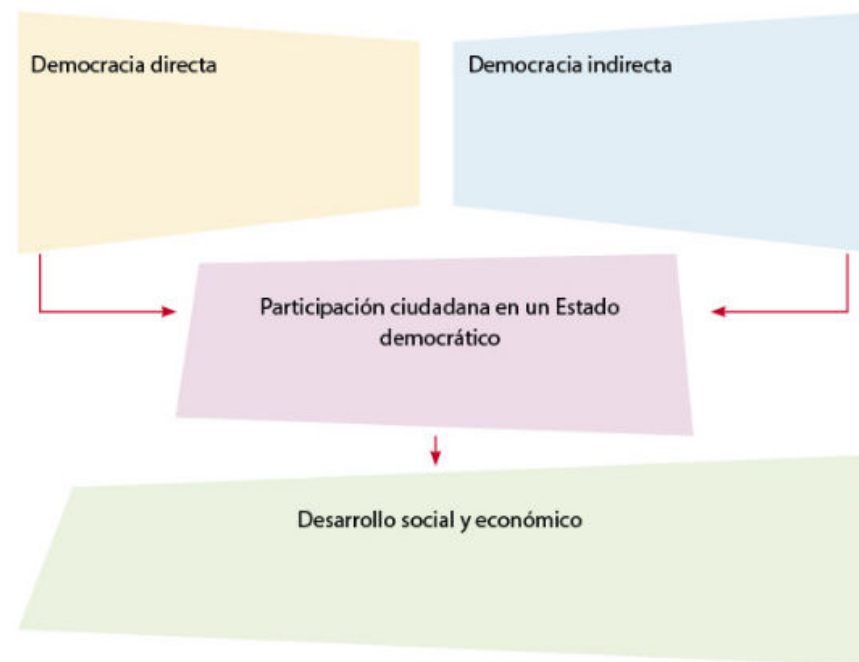 Democracia directa
Democracia indirecta
Participación ciudadana en un Estado
democrático
Desarrollo social y económico